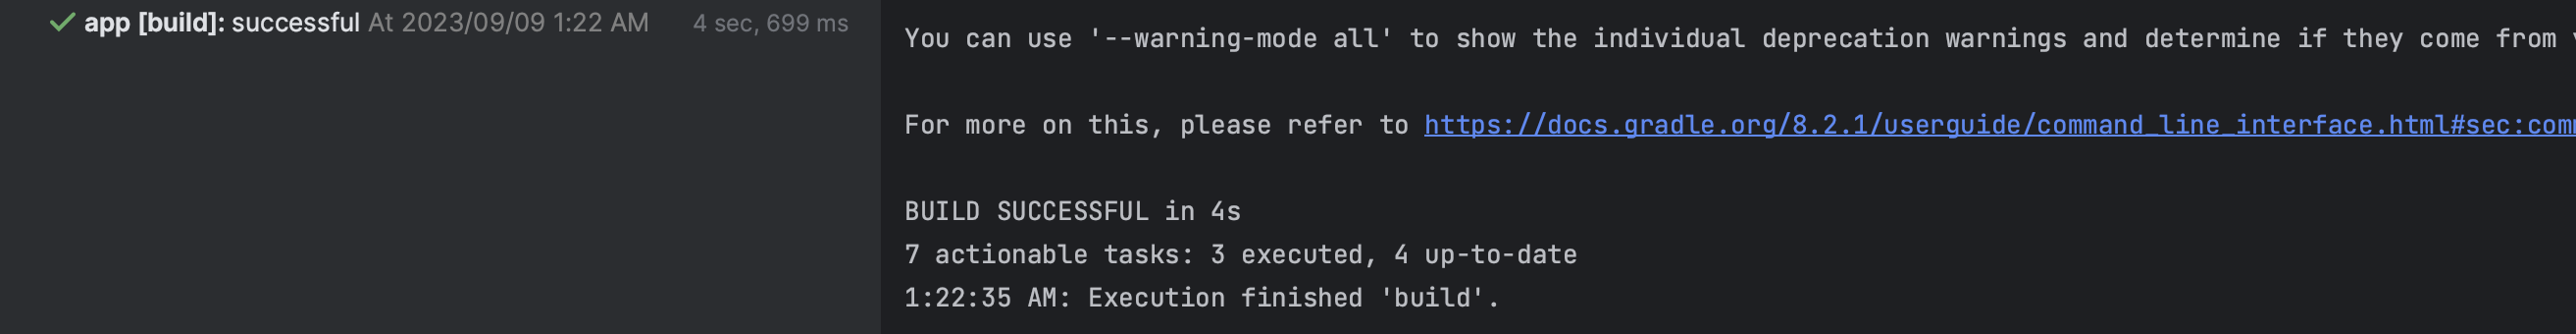 app [build]: successful At 2023/09/09 1:22 AM 4 sec, 699 ms
You can use '--warning-mode all' to show the individual deprecation warnings and determine if they come from
For more on this, please refer to https://docs.gradle.org/8.2.1/userguide/command_line_interface.html#sec:com
BUILD SUCCESSFUL in 4s
7 actionable tasks: 3 executed, 4 up-to-date
1:22:35 AM: Execution finished 'build'.